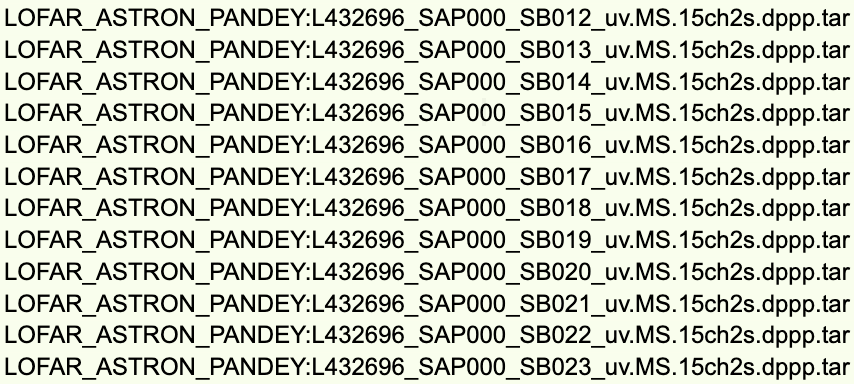 LOFAR_ASTRON_PANDEY:L432696_SAP000_SB012_uv.MS.15ch2s.dppp.tar
LOFAR_ASTRON_PANDEY:L432696_SAP000_SB013_uv.MS.15ch2s.dppp.tar
LOFAR_ASTRON_PANDEY:L432696_SAP000_SB014_uv.MS.15ch2s.dppp.tar
LOFAR_ASTRON_PANDEY:L432696_SAP000_SB015_uv.MS.15ch2s.dppp.tar
LOFAR_ASTRON_PANDEY:L432696_SAP000_SB016_uv.MS.15ch2s.dppp.tar
LOFAR_ASTRON_PANDEY:L432696_SAP000_SB017_uv.MS.15ch2s.dppp.tar
LOFAR_ASTRON_PANDEY:L432696_SAP000_SB018_uv.MS.15ch2s.dppp.tar
LOFAR_ASTRON_PANDEY:L432696_SAP000_SB019_uv.MS.15ch2s.dppp.tar
LOFAR_ASTRON_PANDEY:L432696_SAP000_SB020_uv.MS.15ch2s.dppp.tar
LOFAR_ASTRON_PANDEY:L432696_SAP000_SB021_uv.MS.15ch2s.dppp.tar
LOFAR_ASTRON_PANDEY:L432696_SAP000_SB022_uv.MS.15ch2s.dppp.tar
LOFAR_ASTRON_PANDEY:L432696_SAP000_SB023_uv.MS.15ch2s.dppp.tar